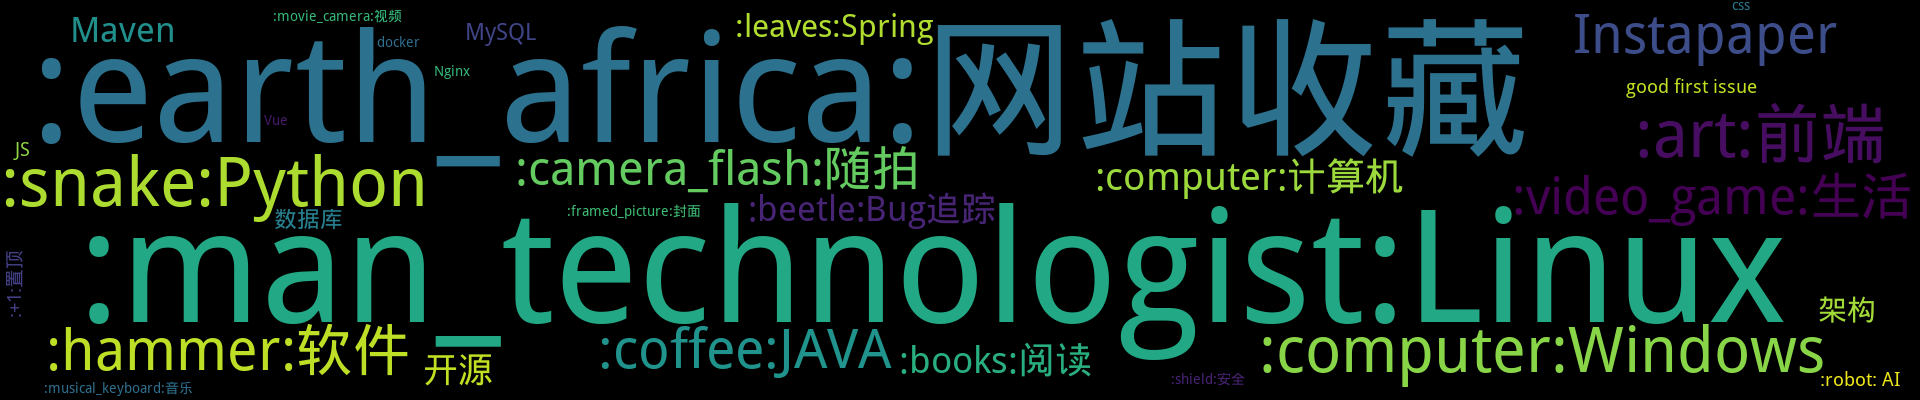 :movie_camera:视频
css
Maven
MySQL
:leaves:Spring
Instapaper
docker
:earth_africa:网站收藏
Nginx
good first issue
Vue
:art:前端
JS
:snake:Python
:camera_flash:随拍
:computer:计算机
:video_game:生活
数据库
:framed_picture:封面
:beetle:Bug追踪
:man_technologist:Linux
:+1:置顶
架构
:hammer:软件
开源
:coffee:JAVA
:books:阅读
:computer:Windows
:musical_keyboard:音乐
:shield:安全
:robot: AI